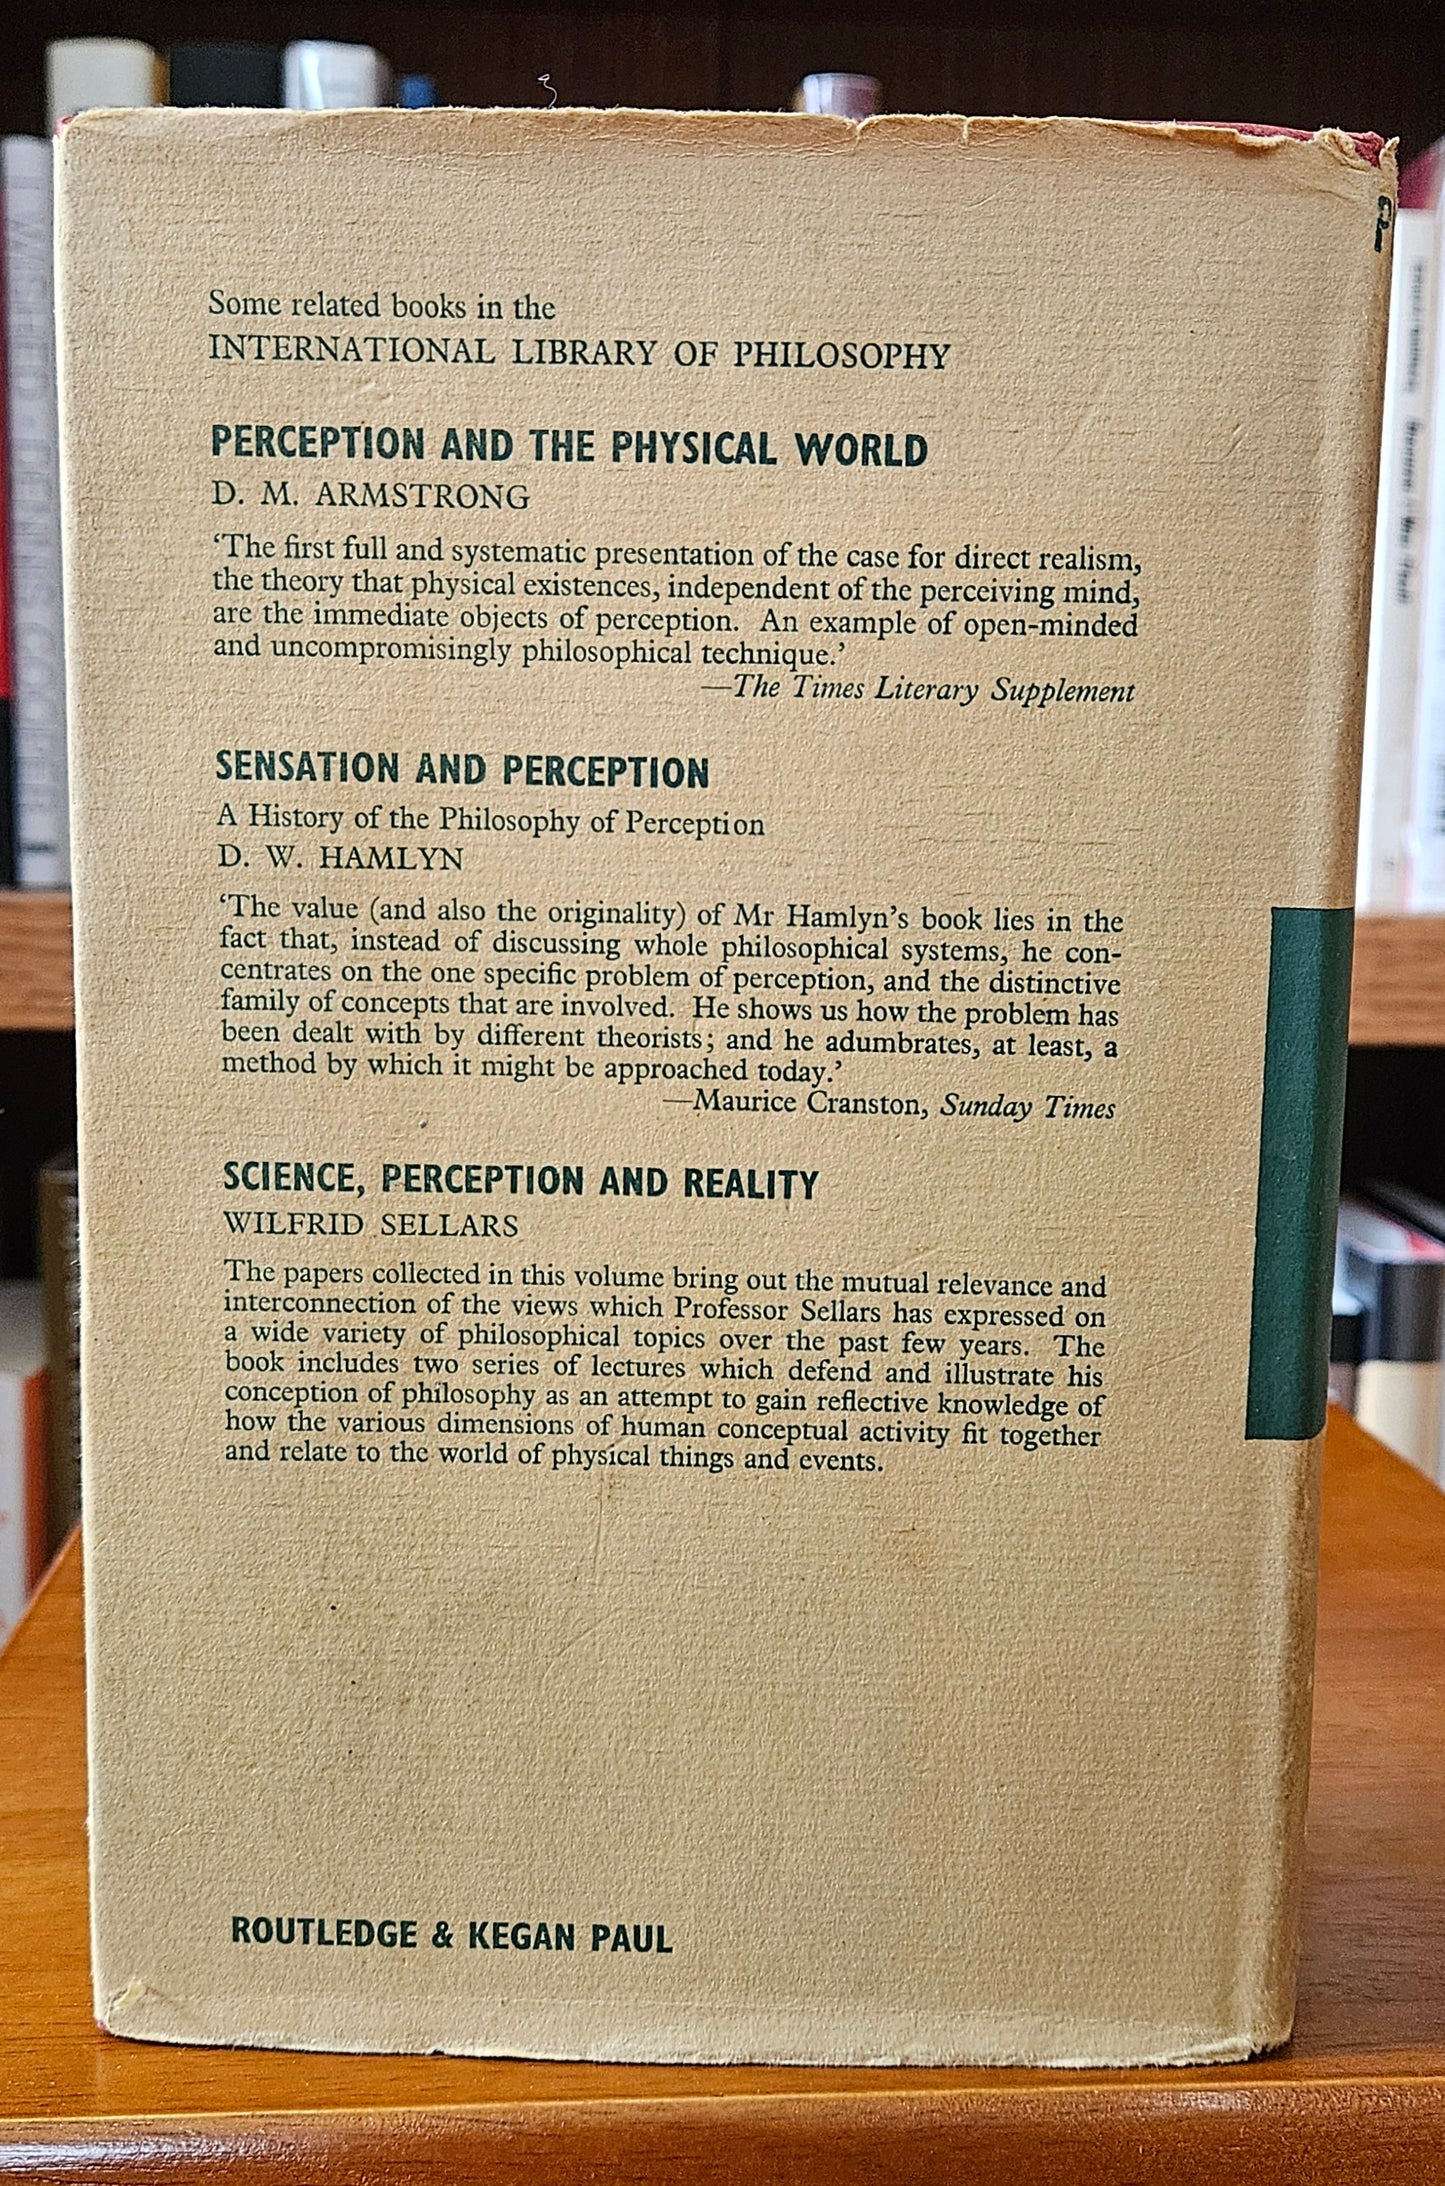 Some related books in the
INTERNATIONAL LIBRARY OF PHILOSOPHY
PERCEPTION AND THE PHYSICAL WORLD
D. M. ARMSTRONG
‘The first full and systematic presentation of the case for direct realism,
the theory that physical existences, independent of the perceiving mind,
are the immediate objects of perception. An example of open-minded
and uncompromisingly philosophical technique.’
—The Times Literary Supplement
SENSATION AND PERCEPTION
A History of the Philosophy of Perception
D. W. HAMLYN
‘The value (and also the originality) of Mr Hamlyn’s book lies in the
fact that, instead of discussing whole philosophical systems, he con-
centrates on the one specific problem of perception, and the distinctive
family of concepts that are involved. He shows us how the problem has
been dealt with by different theorists; and he adumbrates, at least, a
method by which it might be approached today.’
—Maurice Cranston, Sunday Times
SCIENCE, PERCEPTION AND REALITY
WILFRID SELLARS
The papers collected in this volume bring out the mutual relevance and
interconnection of the views which Professor Sellars has expressed on
a wide variety of philosophical topics over the past few years. The
book includes two series of lectures which defend and illustrate his
conception of philosophy as an attempt to gain reflective knowledge of
how the various dimensions of human conceptual activity fit together
and relate to the world of physical things and events.
ROUTLEDGE & KEGAN PAUL